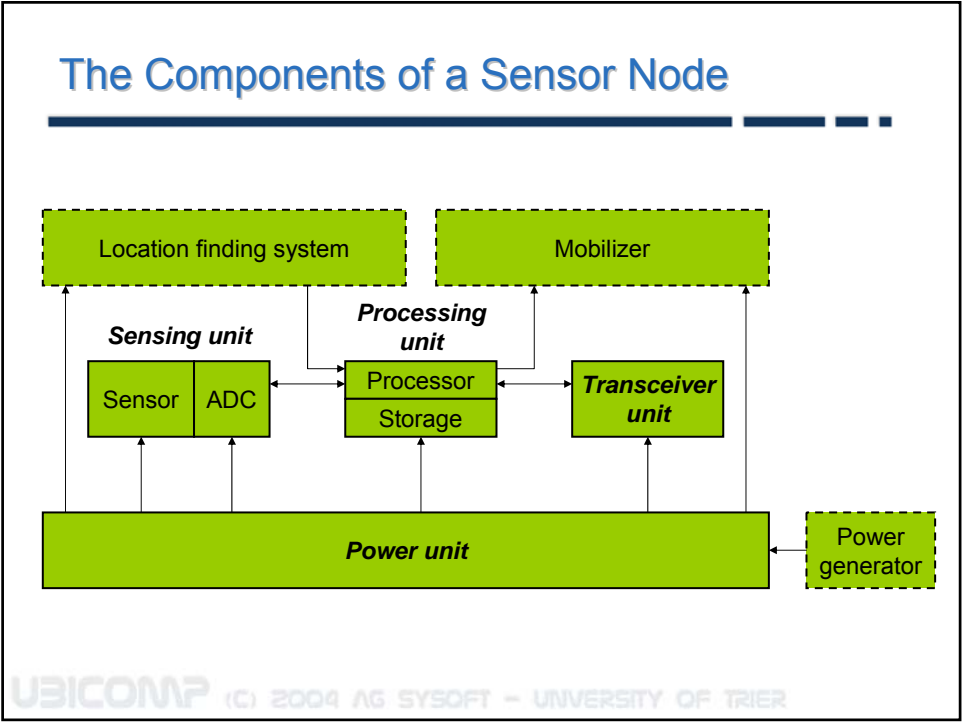 The Components of a Sensor Node
Location finding system
Mobilizer
Sensing unit
Processing
unit
Sensor
ADC
Processor
Storage
Transceiver
unit
Power unit
Power
generator
UBICOMP (C) 2004 AG SYSOFT – UNIVERSITY OF TRIER